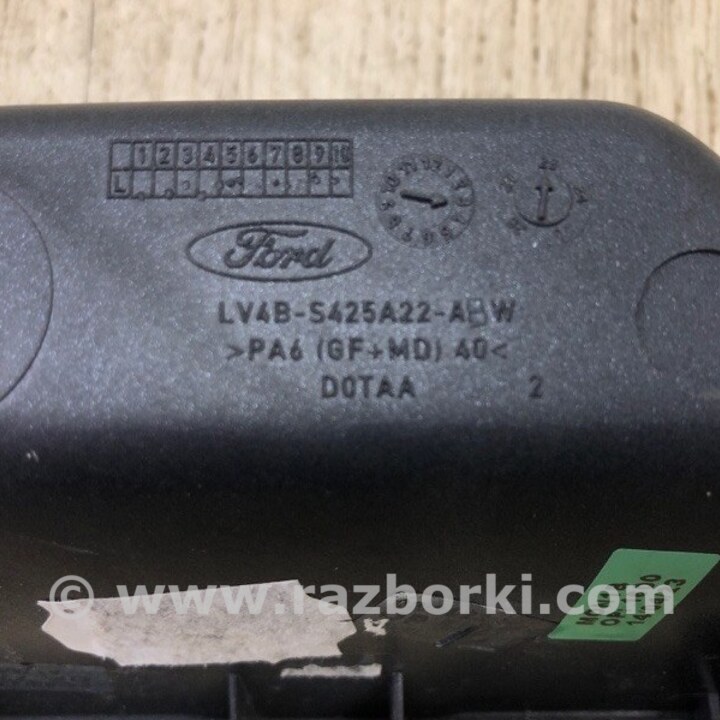 1 2 3 4 5 6 7 8 9 10
L
Ford
LV4B-S425A22-ABW
>PA6 (GF+MD) 40<
D0TAA 2
© www.razborki.com